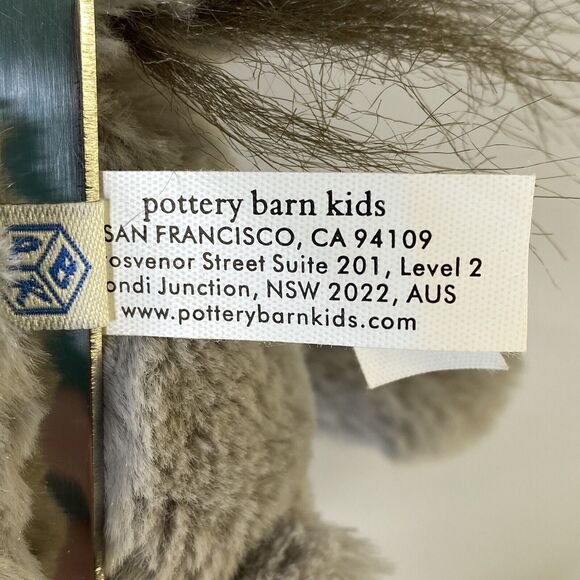 pottery barn kids
SAN FRANCISCO, CA 94109
osvenor Street Suite 201, Level 2
ondi Junction, NSW 2022, AUS
www.potterybarnkids.com